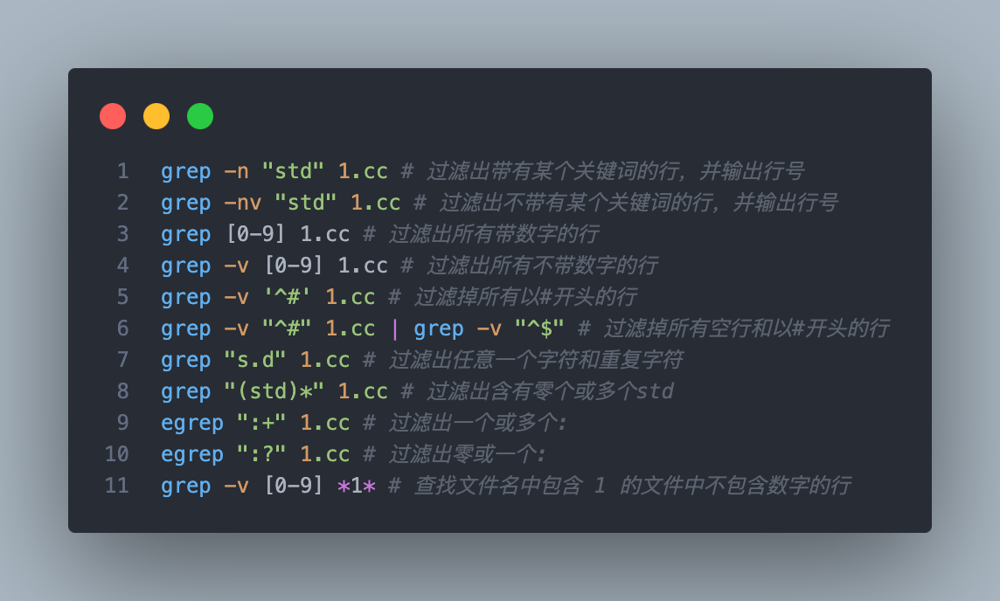 1 grep -n "std" 1.cc # 过滤出带有某个关键词的行，并输出行号
2 grep -nv "std" 1.cc # 过滤出不带有某个关键词的行，并输出行号
3 grep [0-9] 1.cc # 过滤出所有带数字的行
4 grep -v [0-9] 1.cc # 过滤出所有不带数字的行
5 grep -v '^#' 1.cc # 过滤掉所有以#开头的行
6 grep -v "^#" 1.cc | grep -v "^$" # 过滤掉所有空行和以#开头的行
7 grep "s.d" 1.cc # 过滤出任意一个字符和重复字符
8 grep "(std)*" 1.cc # 过滤出含有零个或多个std
9 egrep ":+" 1.cc # 过滤出一个或多个:
10 egrep ":?" 1.cc # 过滤出零或一个:
11 grep -v [0-9] *1* # 查找文件名中包含 1 的文件中不包含数字的行